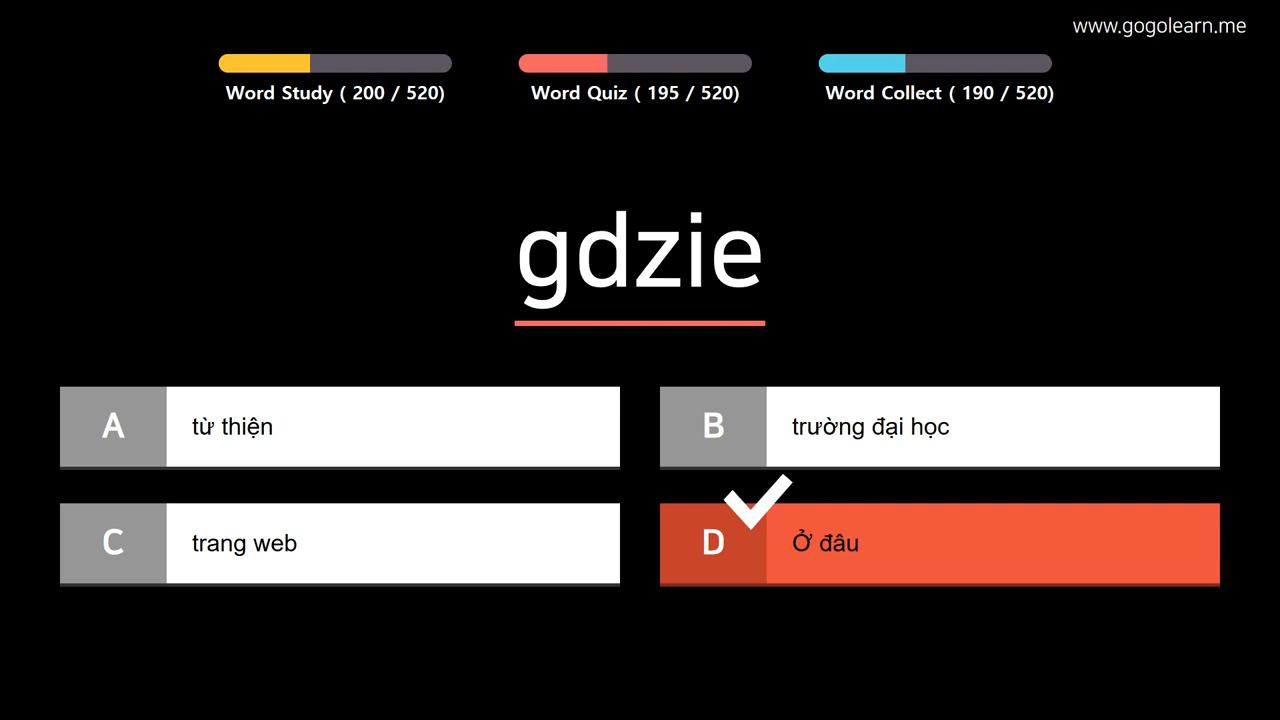 www.gogolearn.me
Word Study ( 200 / 520)
Word Quiz ( 195 / 520)
Word Collect ( 190 / 520)
gdzie
A
từ thiện
B
trường đại học
C
trang web
D
Ở đâu